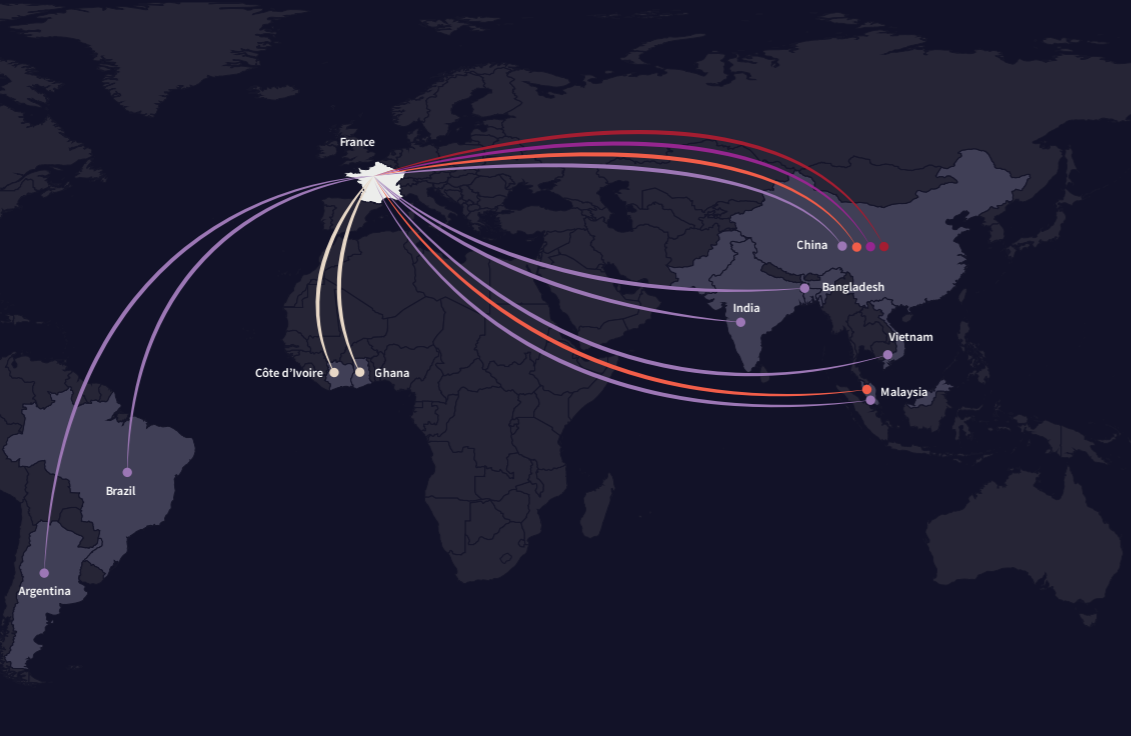 France
China
Bangladesh
India
Vietnam
Côte d'Ivoire
Ghana
Malaysia
Brazil
Argentina